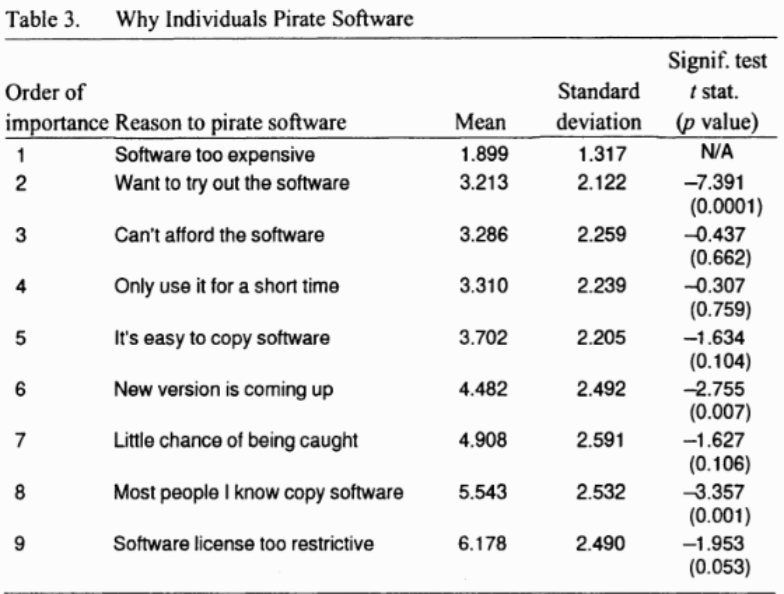 Table 3. Why Individuals Pirate Software
Signif. test
Order of Standard t stat.
importance Reason to pirate software Mean deviation (p value)
1 Software too expensive 1.899 1.317 N/A
2 Want to try out the software 3.213 2.122 –7.391
(0.0001)
3 Can't afford the software 3.286 2.259 –0.437
(0.662)
4 Only use it for a short time 3.310 2.239 –0.307
(0.759)
5 It's easy to copy software 3.702 2.205 –1.634
(0.104)
6 New version is coming up 4.482 2.492 –2.755
(0.007)
7 Little chance of being caught 4.908 2.591 –1.627
(0.106)
8 Most people I know copy software 5.543 2.532 –3.357
(0.001)
9 Software license too restrictive 6.178 2.490 –1.953
(0.053)